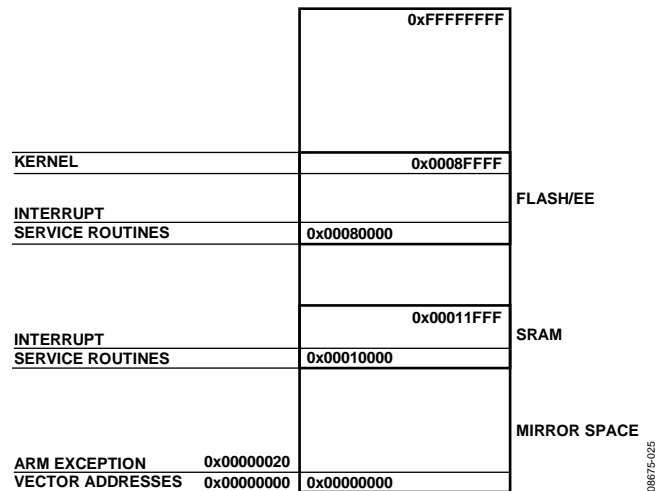 0xFFFFFFFF
KERNEL 0x0008FFFF
FLASH/EE
INTERRUPT
SERVICE ROUTINES 0x00080000
0x00011FFF
SRAM
INTERRUPT
SERVICE ROUTINES 0x00010000
MIRROR SPACE
ARM EXCEPTION 0x00000020
VECTOR ADDRESSES 0x00000000 0x00000000
08675-025